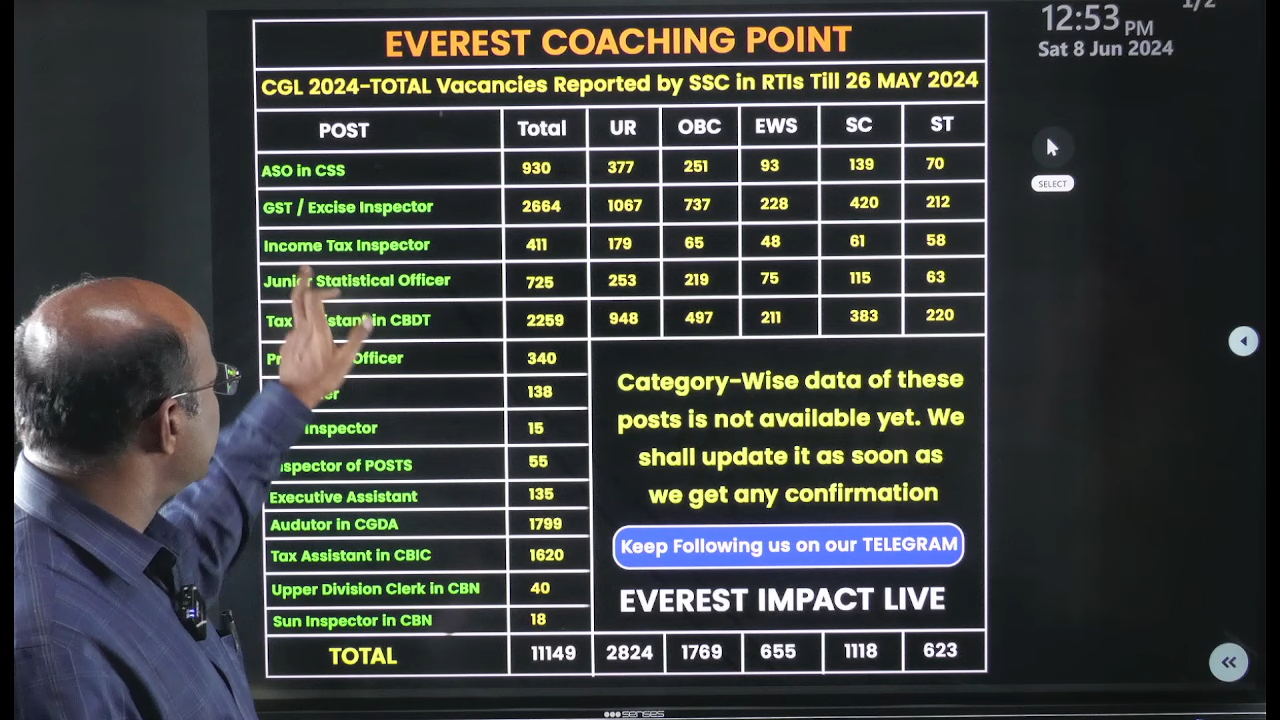 12:53 PM
1/2
Sat 8 Jun 2024
EVEREST COACHING POINT
CGL 2024-TOTAL Vacancies Reported by SSC in RTIs Till 26 MAY 2024
POST Total UR OBC EWS SC ST
ASO in CSS 930 377 251 93 139 70
GST / Excise Inspector 2664 1067 737 228 420 212
Income Tax Inspector 411 179 65 48 61 58
Junior Statistical Officer 725 253 219 75 115 63
Tax in CBDT 2259 948 497 211 383 220
Officer 340
138
Inspector 15
of POSTS 55
Executive Assistant 135
Audutor in CGDA 1799
Tax Assistant in CBIC 1620
Upper Division Clerk in CBN 40
Sun Inspector in CBN 18
Category-Wise data of these
posts is not available yet. We
shall update it as soon as
we get any confirmation
Keep Following us on our TELEGRAM
EVEREST IMPACT LIVE
TOTAL 11149 2824 1769 655 1118 623
SELECT
senses